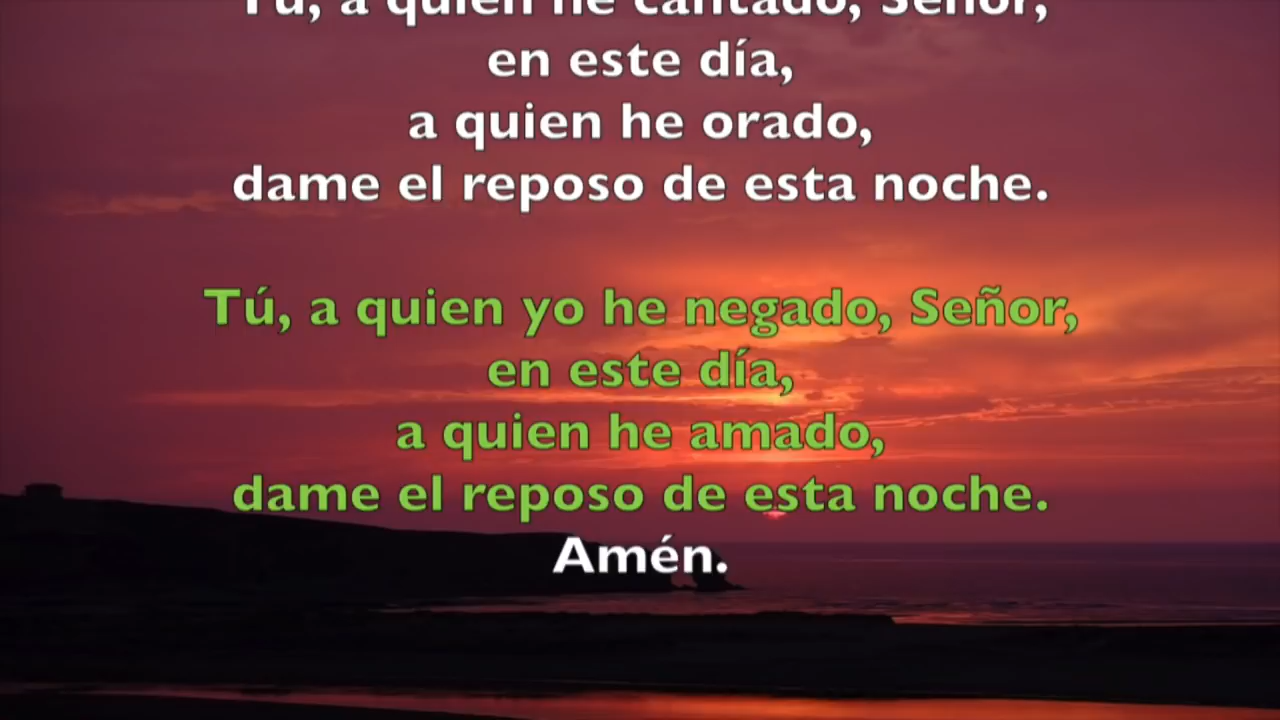 Tú, a quien he cantado, Señor,
en este día,
a quien he orado,
dame el reposo de esta noche.
Tú, a quien yo he negado, Señor,
en este día,
a quien he amado,
dame el reposo de esta noche.
Amén.